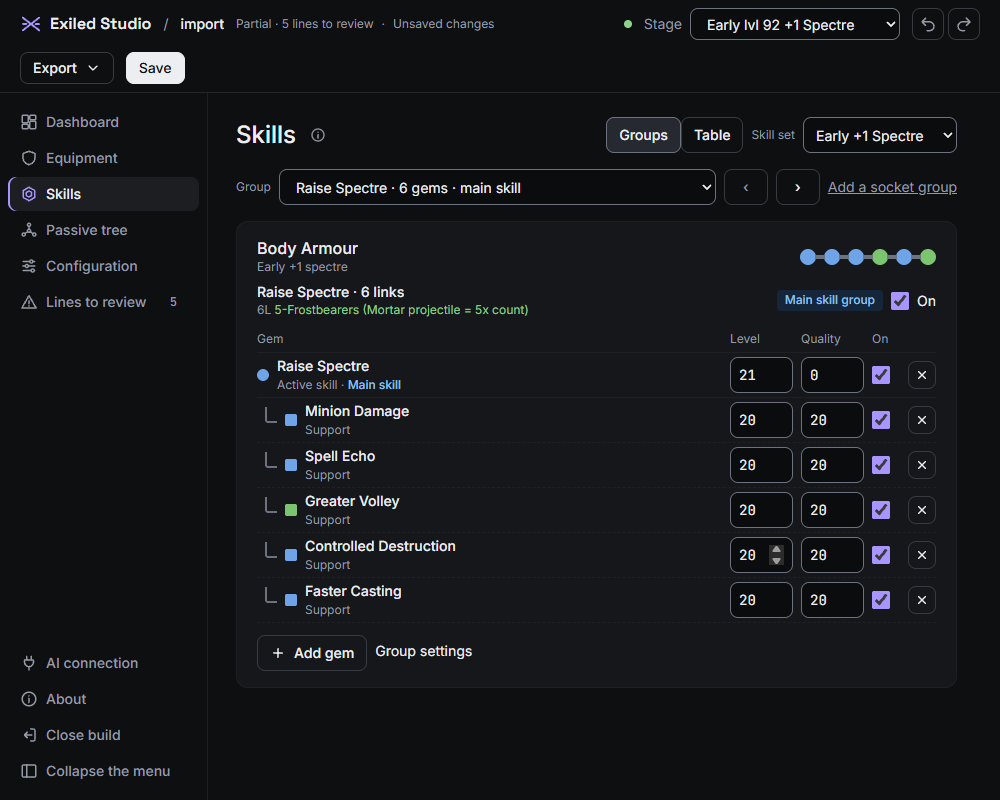 Exiled Studio / import Partial · 5 lines to review · Unsaved changes Stage Early lvl 92 +1 Spectre
Export Save
Dashboard
Equipment
Skills
Passive tree
Configuration
Lines to review 5
AI connection
About
Close build
Collapse the menu
Skills Groups Table Skill set Early +1 Spectre
Group Raise Spectre · 6 gems · main skill ‹ › Add a socket group
Body Armour
Early +1 spectre
Raise Spectre · 6 links
6L 5-Frostbearers (Mortar projectile = 5x count) Main skill group On
Gem Level Quality On
Raise Spectre 21 0
Active skill · Main skill
Minion Damage 20 20
Support
Spell Echo 20 20
Support
Greater Volley 20 20
Support
Controlled Destruction 20 20
Support
Faster Casting 20 20
Support
+ Add gem Group settings